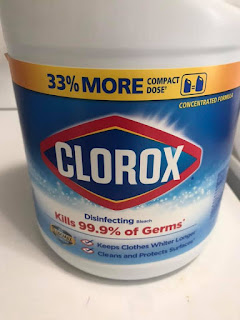 33% MORE COMPACT
DOSE†
CONCENTRATED FORMULA
CLOROX
Disinfecting Bleach
Kills 99.9% of Germs*
Keeps Clothes Whiter Longer
Cleans and Protects Surfaces